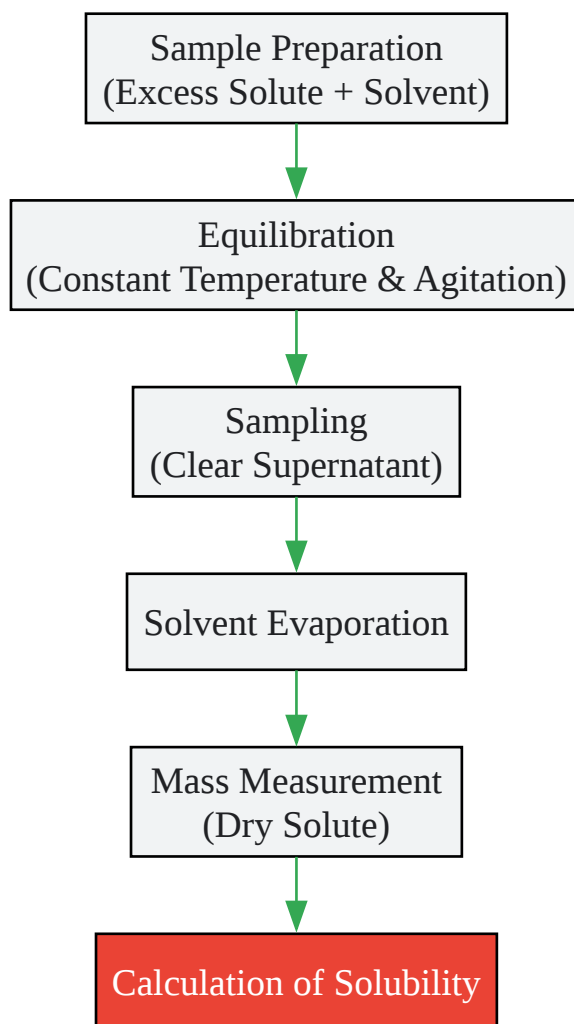 Sample Preparation
(Excess Solute + Solvent)
Equilibration
(Constant Temperature & Agitation)
Sampling
(Clear Supernatant)
Solvent Evaporation
Mass Measurement
(Dry Solute)
Calculation of Solubility